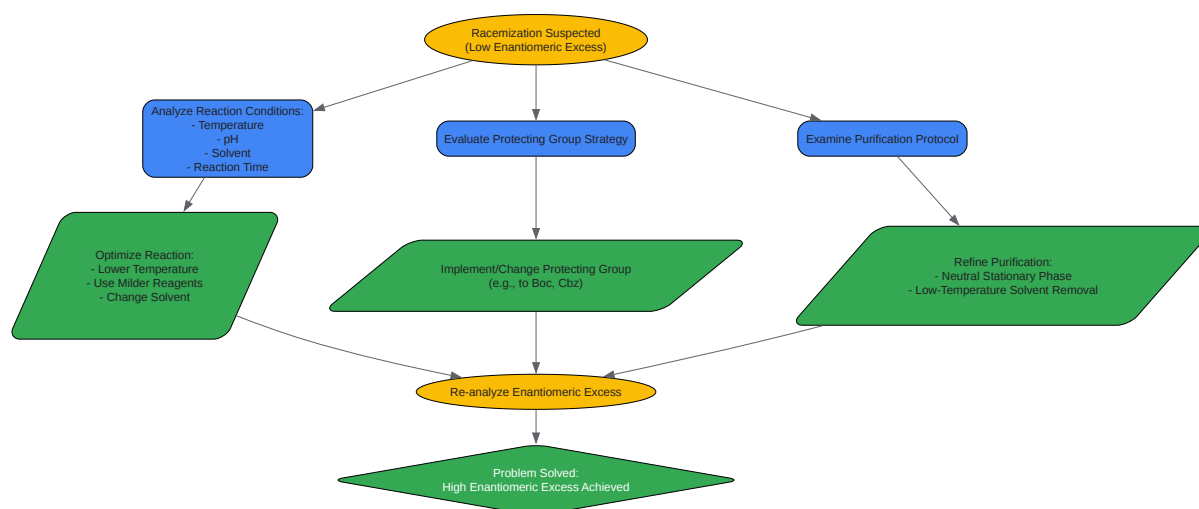 Racemization Suspected
(Low Enantiomeric Excess)
Analyze Reaction Conditions:
- Temperature
- pH
- Solvent
- Reaction Time
Evaluate Protecting Group Strategy
Examine Purification Protocol
Optimize Reaction:
- Lower Temperature
- Use Milder Reagents
- Change Solvent
Implement/Change Protecting Group
(e.g., to Boc, Cbz)
Refine Purification:
- Neutral Stationary Phase
- Low-Temperature Solvent Removal
Re-analyze Enantiomeric Excess
Problem Solved:
High Enantiomeric Excess Achieved